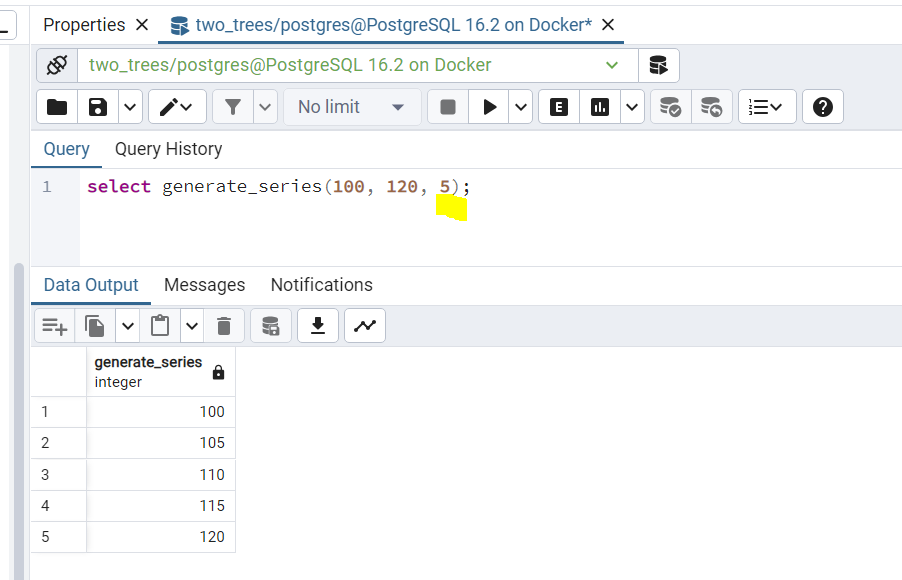 Properties two_trees/postgres@PostgreSQL 16.2 on Docker*
two_trees/postgres@PostgreSQL 16.2 on Docker
No limit E
Query Query History
1 select generate_series(100, 120, 5);
Data Output Messages Notifications
generate_series
integer
1 100
2 105
3 110
4 115
5 120